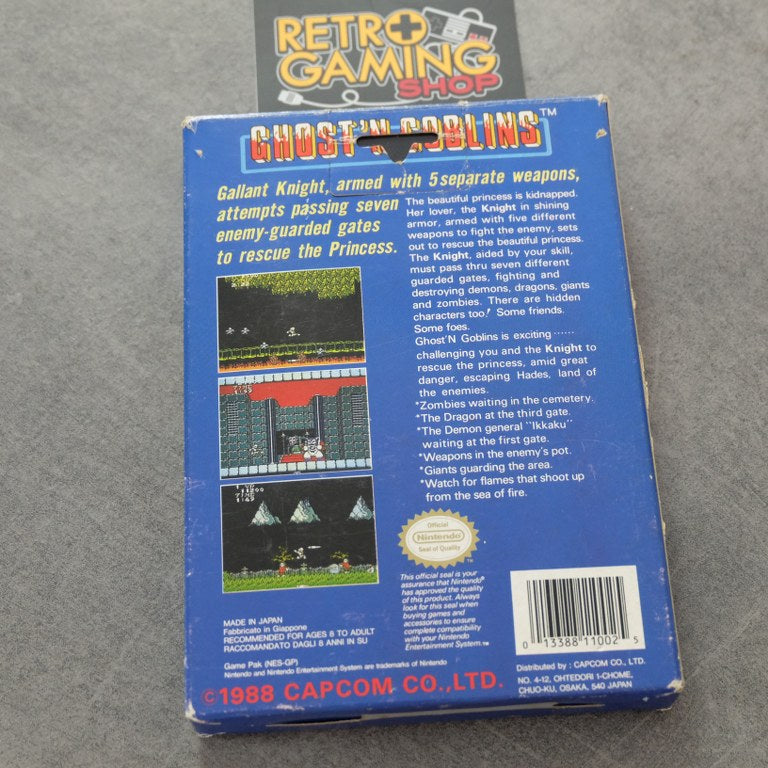 RETRO
GAMING
SHOP
GHOST'N GOBLINS™
Gallant Knight, armed with 5 separate weapons,
attempts passing seven
enemy-guarded gates
to rescue the Princess.
The beautiful princess is kidnapped.
Her lover, the Knight in shining
armor, armed with five different
weapons to fight the enemy, sets
out to rescue the beautiful princess.
The Knight, aided by your skill,
must pass thru seven different
guarded gates, fighting and
destroying demons, dragons, giants
and zombies. There are hidden
characters too! Some friends.
Some foes.
Ghost'N Goblins is exciting ······
challenging you and the Knight to
rescue the princess, amid great
danger, escaping Hades, land of
the enemies.
*Zombies waiting in the cemetery.
*The Dragon at the third gate.
*The Demon general "Ikkaku"
waiting at the first gate.
*Weapons in the enemy's pot.
*Giants guarding the area.
*Watch for flames that shoot up
from the sea of fire.
Official
Nintendo
Seal of Quality
™
This official seal is your
assurance that Nintendo®
has approved the quality
of this product. Always
look for this seal when
buying games and
accessories to ensure
complete compatibility
with your Nintendo
Entertainment System.™
MADE IN JAPAN
Fabbricato in Giappone
RECOMMENDED FOR AGES 8 TO ADULT
RACCOMANDATO DAGLI 8 ANNI IN SU
Game Pak (NES-GP)
Nintendo and Nintendo Entertainment System are trademarks of Nintendo
©1988 CAPCOM CO.,LTD.
0 13388 11002 5
Distributed by : CAPCOM CO., LTD.
NO. 4-12, OHTEDORI 1-CHOME,
CHUO-KU, OSAKA, 540 JAPAN